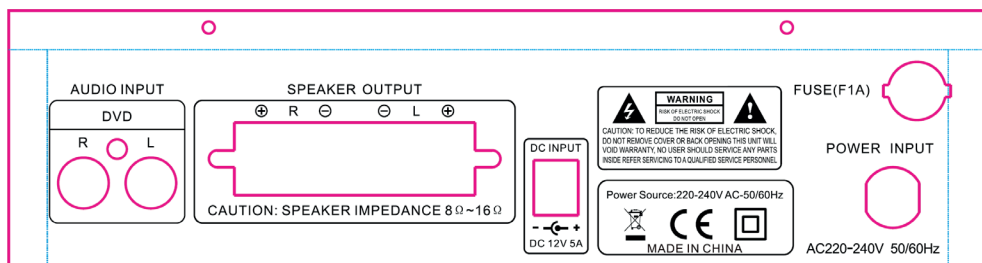 AUDIO INPUT
DVD
R L
SPEAKER OUTPUT
⊕ R ⊖ ⊖ L ⊕
CAUTION: SPEAKER IMPEDANCE 8Ω~16Ω
DC INPUT
- +
DC 12V 5A
WARNING
RISK OF ELECTRIC SHOCK
DO NOT OPEN
CAUTION: TO REDUCE THE RISK OF ELECTRIC SHOCK,
DO NOT REMOVE COVER OR BACK OPENING THIS UNIT WILL
VOID WARRANTY, NO USER SHOULD SERVICE ANY PARTS
INSIDE REFER SERVICING TO A QUALIFIED SERVICE PERSONNEL
Power Source:220-240V AC-50/60Hz
CE
MADE IN CHINA
FUSE(F1A)
POWER INPUT
AC220-240V 50/60Hz